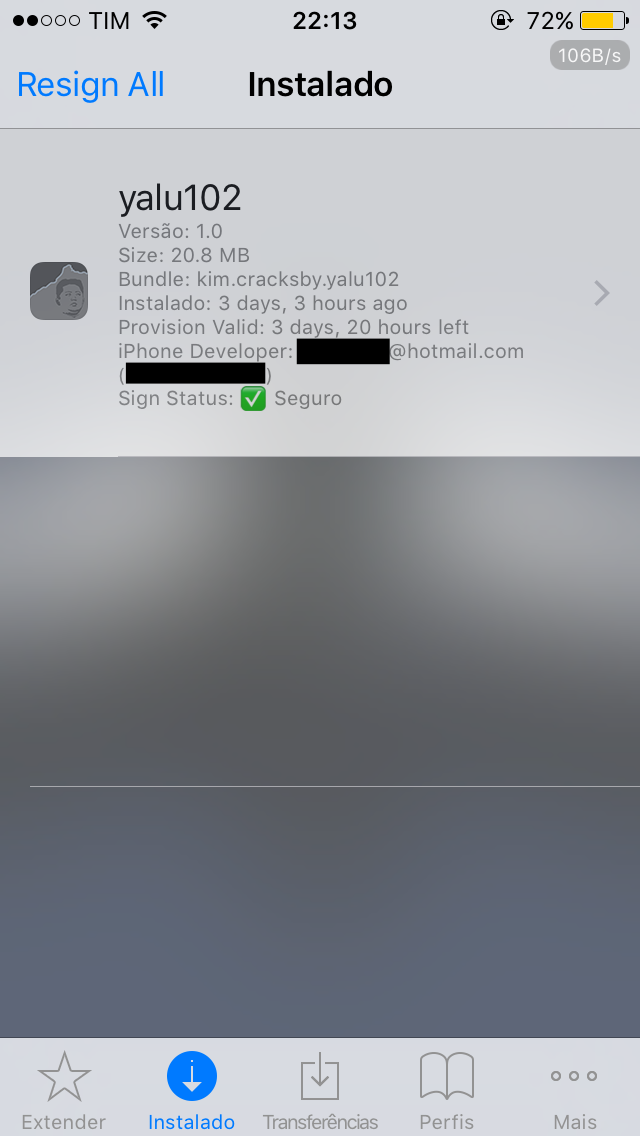 TIM 22:13 72%
106B/s
Resign All Instalado
yalu102
Versão: 1.0
Size: 20.8 MB
Bundle: kim.cracksby.yalu102
Instalado: 3 days, 3 hours ago
Provision Valid: 3 days, 20 hours left
iPhone Developer: @hotmail.com
( )
Sign Status: ✅ Seguro
Extender Instalado Transferências Perfis Mais